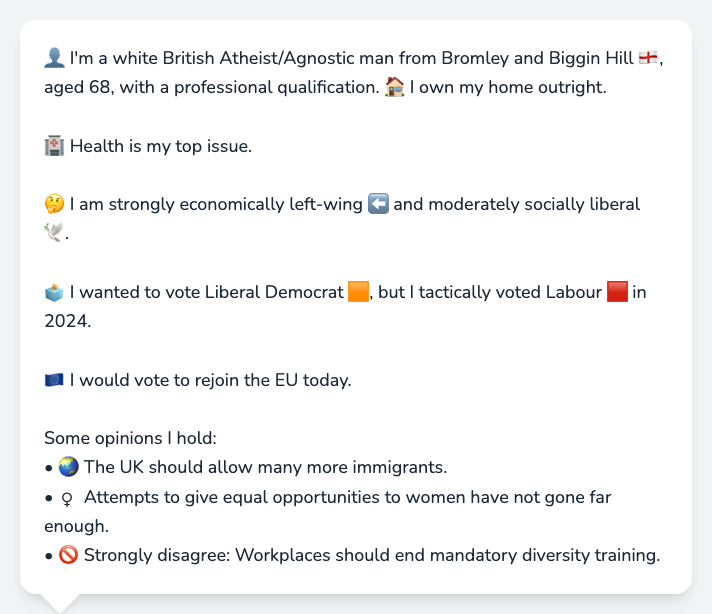 👤 I'm a white British Atheist/Agnostic man from Bromley and Biggin Hill 🏴󠁧󠁢󠁥󠁮󠁧󠁿,
aged 68, with a professional qualification. 🏠 I own my home outright.
🏥 Health is my top issue.
🤔 I am strongly economically left-wing ⬅️ and moderately socially liberal
🕊️.
🗳️ I wanted to vote Liberal Democrat 🟧, but I tactically voted Labour 🟥 in
2024.
🇪🇺 I would vote to rejoin the EU today.
Some opinions I hold:
• 🌏 The UK should allow many more immigrants.
• ♀ Attempts to give equal opportunities to women have not gone far
enough.
• 🚫 Strongly disagree: Workplaces should end mandatory diversity training.